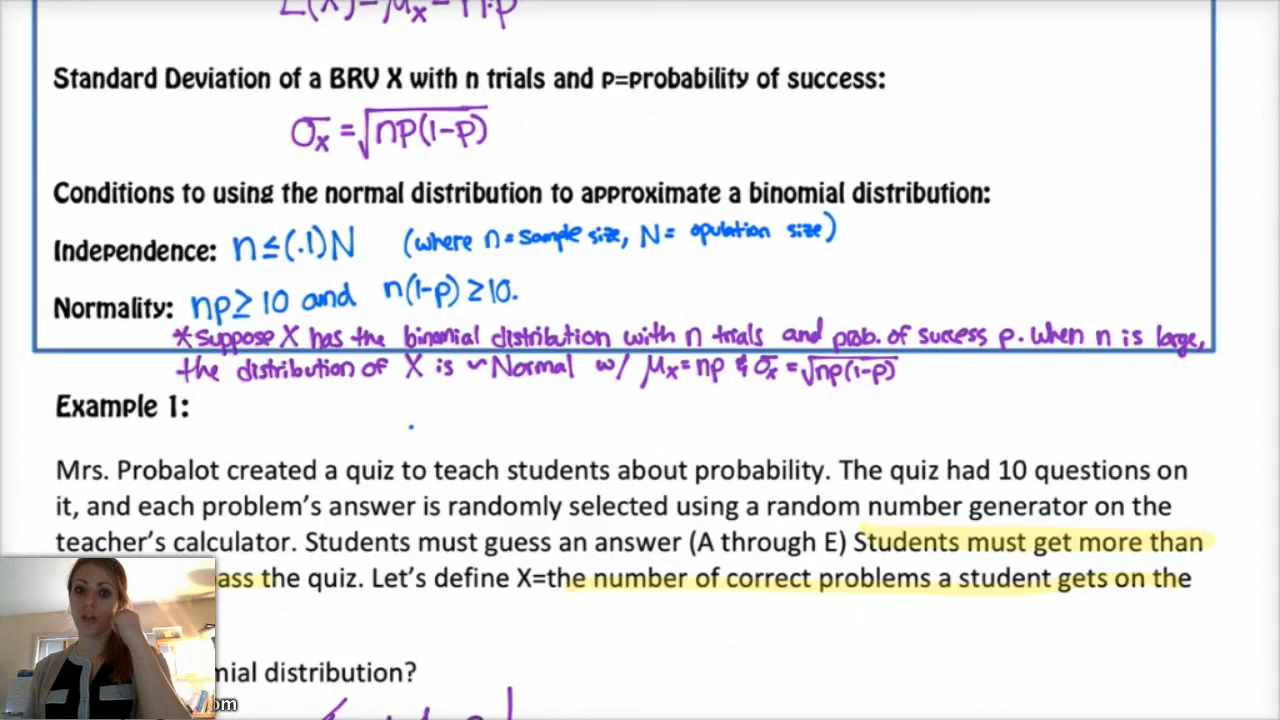 E(X)=μx=n·p
Standard Deviation of a BRV X with n trials and p=probability of success:
σx=√np(1-p)
Conditions to using the normal distribution to approximate a binomial distribution:
Independence: n≤(.1)N (where n=sample size, N= opulation size)
Normality: np≥10 and n(1-p)≥10.
*Suppose X has the binomial distribution with n trials and prob. of success p. When n is large,
the distribution of X is ~Normal w/ μx=np & σx=√np(1-p)
Example 1:
Mrs. Probalot created a quiz to teach students about probability. The quiz had 10 questions on
it, and each problem's answer is randomly selected using a random number generator on the
teacher's calculator. Students must guess an answer (A through E) Students must get more than
ass the quiz. Let's define X=the number of correct problems a student gets on the
mial distribution?
om